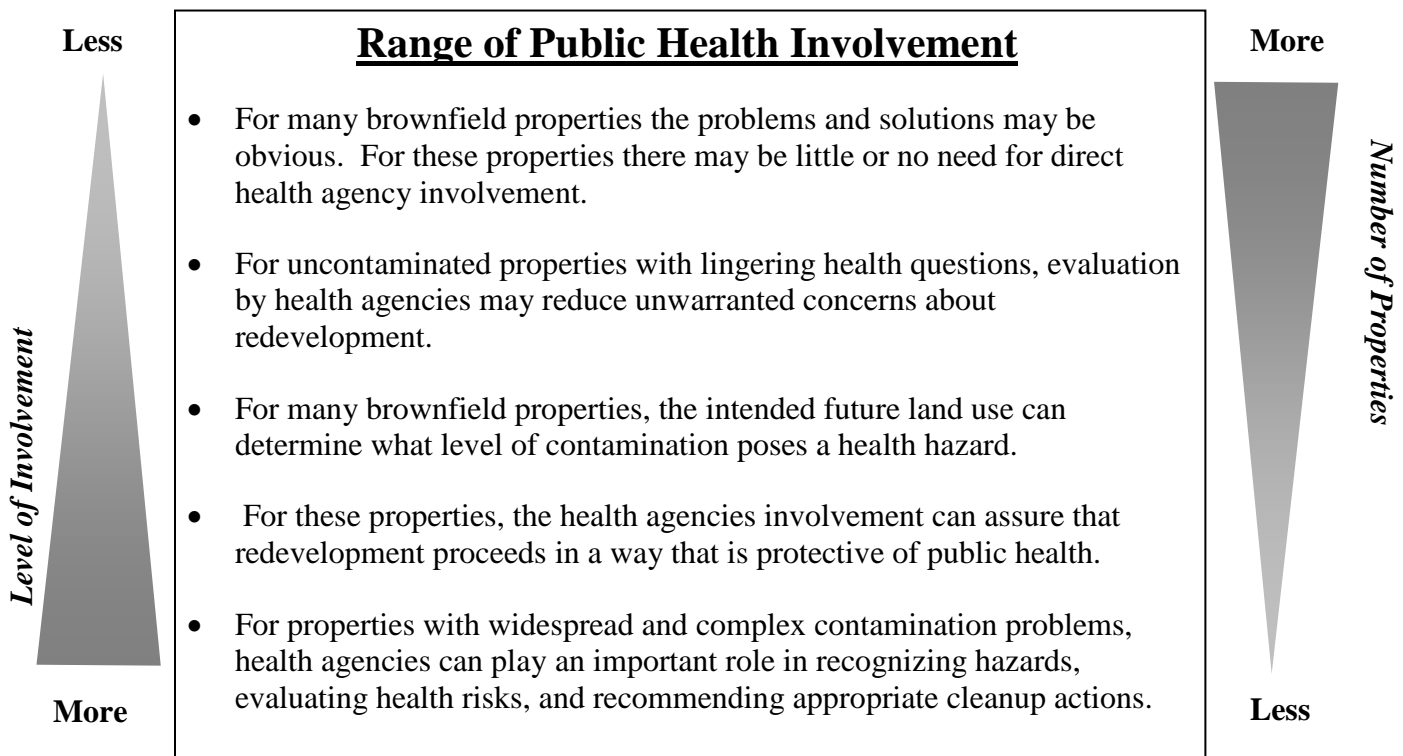 Less
More
Range of Public Health Involvement
• For many brownfield properties the problems and solutions may be
obvious.  For these properties there may be little or no need for direct
health agency involvement.
• For uncontaminated properties with lingering health questions, evaluation
by health agencies may reduce unwarranted concerns about
redevelopment.
• For many brownfield properties, the intended future land use can
determine what level of contamination poses a health hazard.
• For these properties, the health agencies involvement can assure that
redevelopment proceeds in a way that is protective of public health.
• For properties with widespread and complex contamination problems,
health agencies can play an important role in recognizing hazards,
evaluating health risks, and recommending appropriate cleanup actions.
Level of Involvement
Number of Properties
More
Less